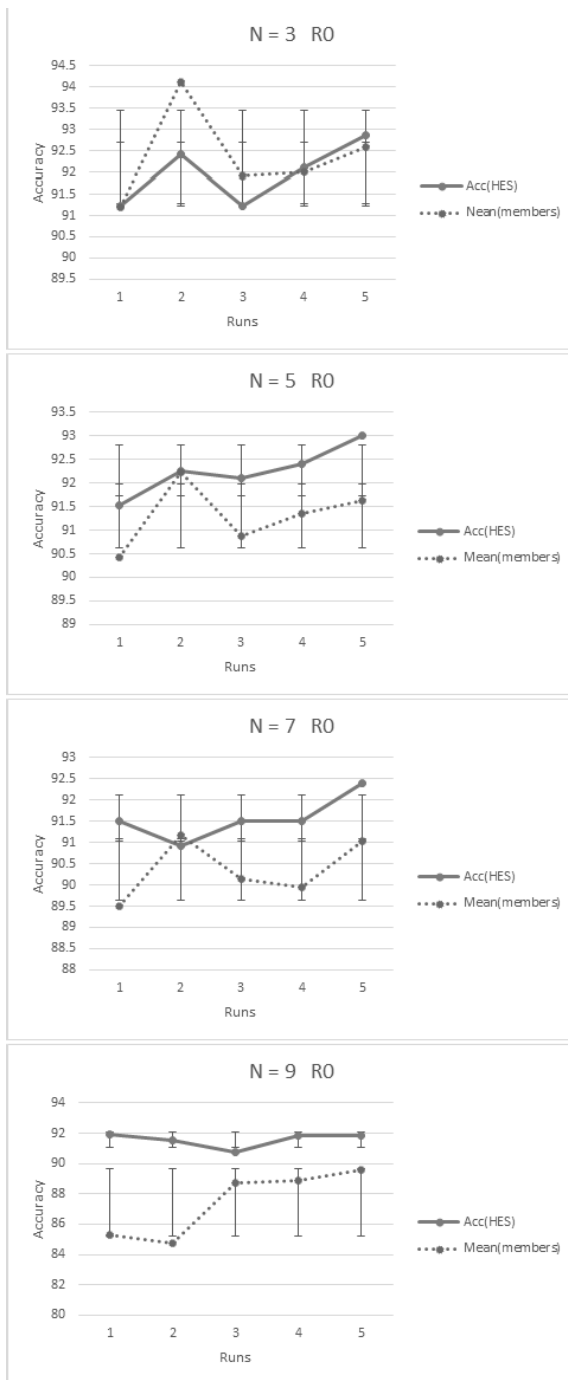 N = 3 R0
94.5
94
93.5
93
92.5
92
91.5
91
90.5
90
89.5
Accuracy
1 2 3 4 5
Runs
Acc(HES)
Nean(members)
N = 5 R0
93.5
93
92.5
92
91.5
91
90.5
90
89.5
89
Accuracy
1 2 3 4 5
Runs
Acc(HES)
Mean(members)
N = 7 R0
93
92.5
92
91.5
91
90.5
90
89.5
89
88.5
88
Accuracy
1 2 3 4 5
Runs
Acc(HES)
Mean(members)
N = 9 R0
94
92
90
88
86
84
82
80
Accuracy
1 2 3 4 5
Runs
Acc(HES)
Mean(members)